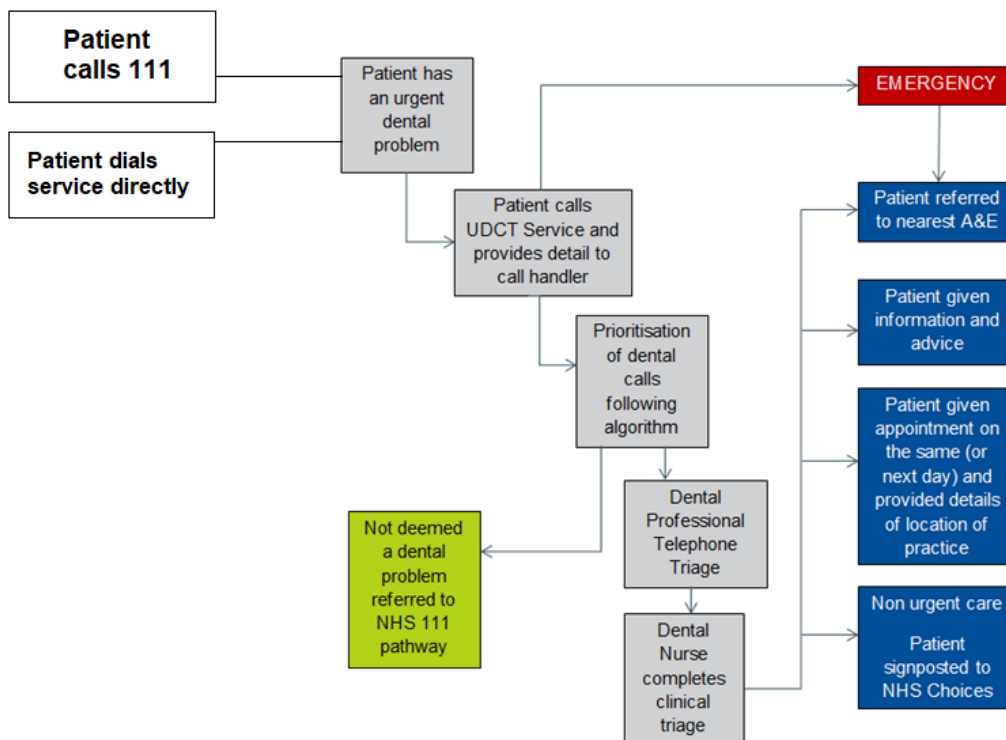 Patient
calls 111
Patient dials
service directly
Patient has
an urgent
dental
problem
EMERGENCY
Patient calls
UDCT Service and
provides detail to
call handler
Patient referred
to nearest A&E
Patient given
information and
advice
Prioritisation
of dental
calls
following
algorithm
Patient given
appointment on
the same (or
next day) and
provided details
of location of
practice
Dental
Professional
Telephone
Triage
Not deemed
a dental
problem
referred to
NHS 111
pathway
Dental
Nurse
completes
clinical
triage
Non urgent care
Patient
signposted to
NHS Choices